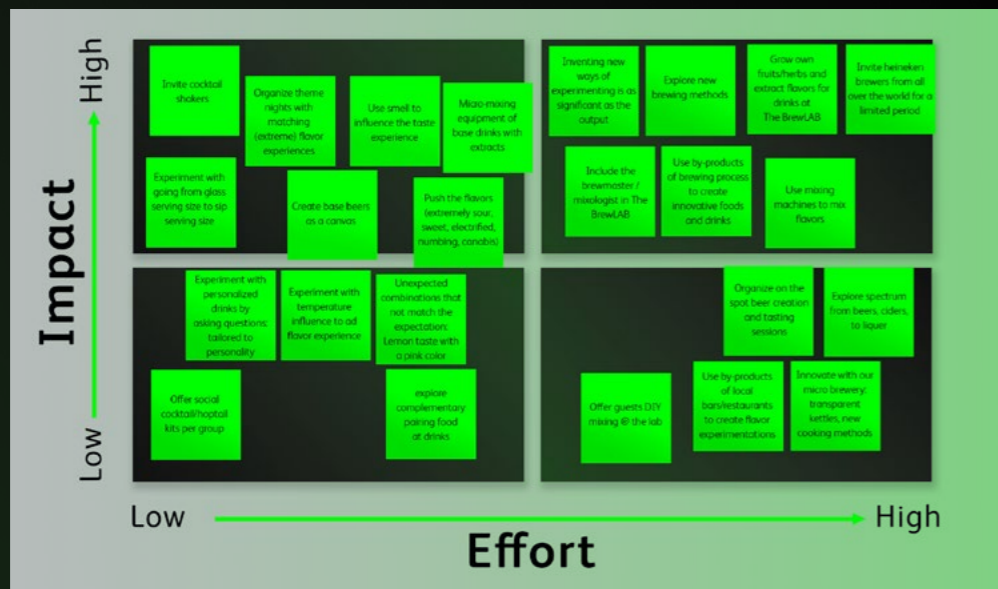 High
Impact
Low
Invite cocktail
shakers
Organize theme
nights with
matching
(extreme) flavor
experiences
Use smell to
influence the taste
experience
Micro-mixing
equipment of
base drinks with
extracts
Experiment with
going from glass
serving size to sip
serving size
Create base beers
as a canvas
Push the flavors
(extremely sour,
sweet, electrified,
numbing, canabis)
Inventing new
ways of
experimenting is as
significant as the
output
Explore new
brewing methods
Grow own
fruits/herbs and
extract flavors for
drinks at
The BrewLAB
Invite heineken
brewers from all
over the world for a
limited period
Include the
brewmaster /
mixologist in The
BrewLAB
Use by-products
of brewing process
to create
innovative foods
and drinks
Use mixing
machines to mix
flavors
Experiment with
personalized
drinks by
asking questions:
tailored to
personality
Experiment with
temperature
influence to ad
flavor experience
Unexpected
combinations that
not match the
expectation:
Lemon taste with
a pink color
Offer social
cocktail/hoptail
kits per group
explore
complementary
pairing food
at drinks
Organize on the
spot beer creation
and tasting
sessions
Explore spectrum
from beers, ciders,
to liquer
Offer guests DIY
mixing @ the lab
Use by-products
of local
bars/restaurants
to create flavor
experimentations
Innovate with our
micro brewery:
transparent
kettles, new
cooking methods
Low
High
Effort